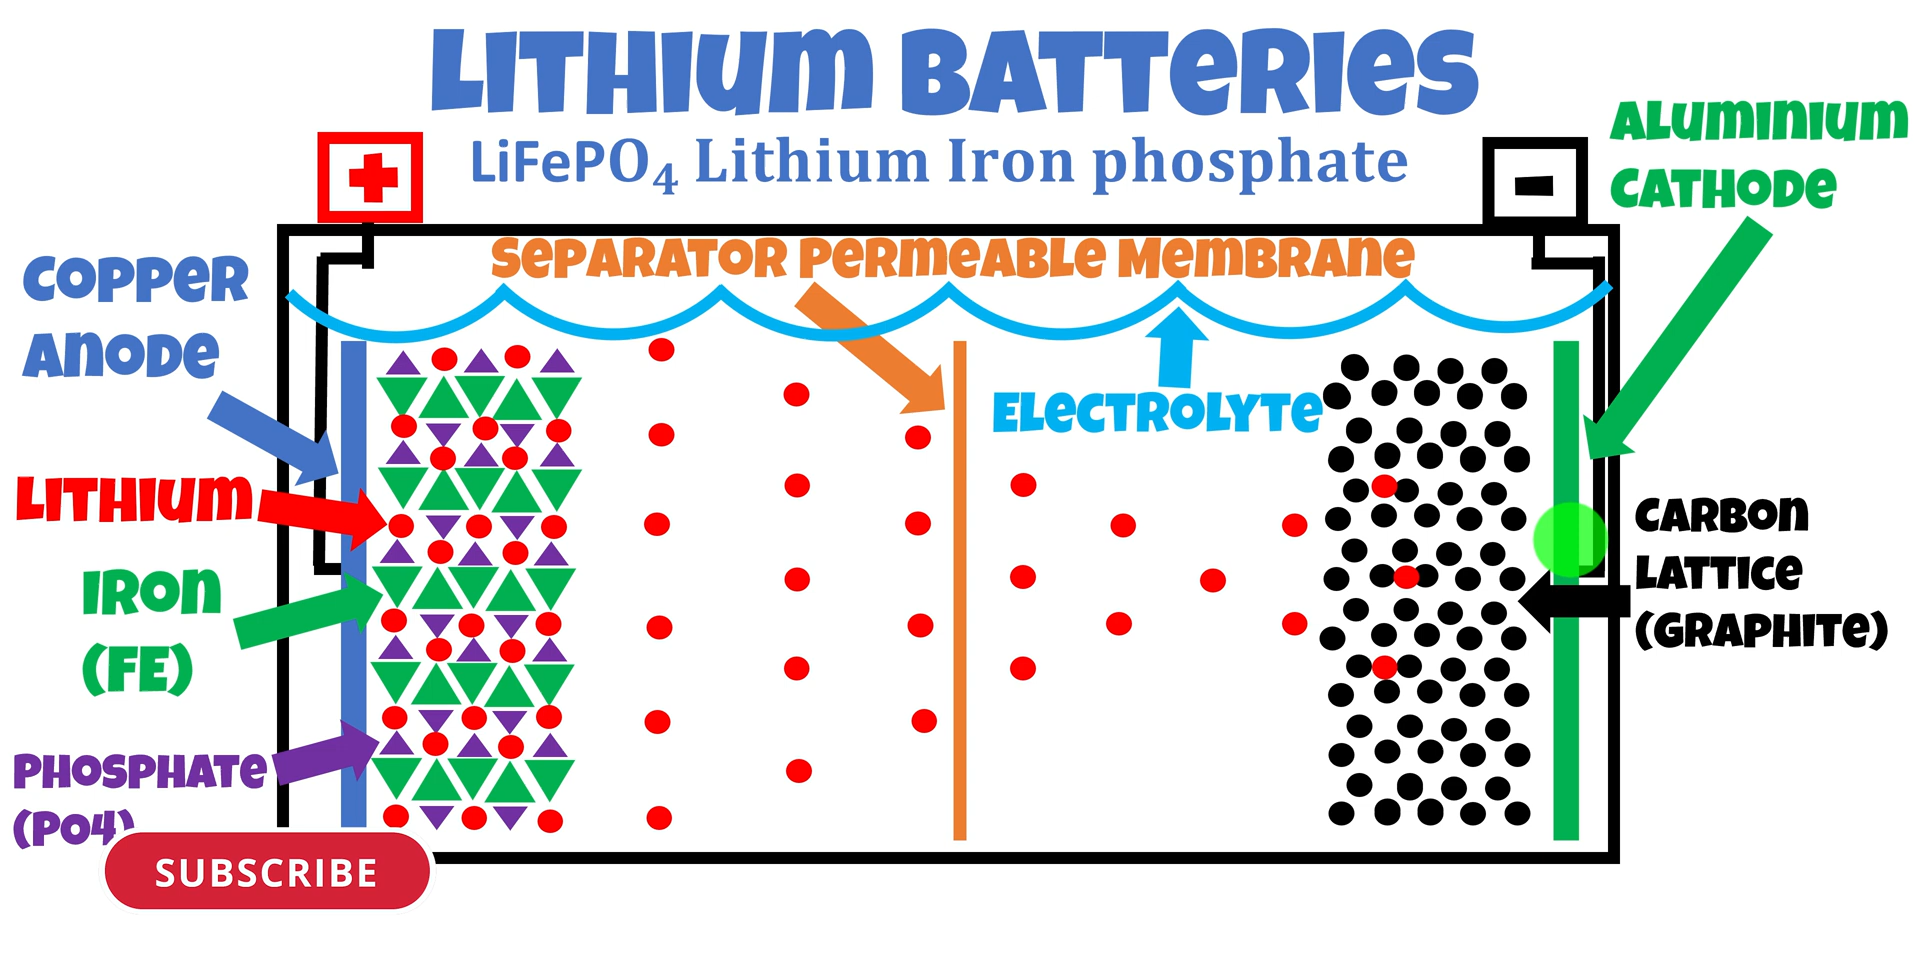 LITHIUM BATTERIES
LiFePO₄ Lithium Iron phosphate
+
-
ALUMINIUM
CATHODE
SEPARATOR PERMEABLE MEMBRANE
COPPER
ANODE
ELECTROLYTE
LITHIUM
CARBON
LATTICE
(GRAPHITE)
IRON
(FE)
PHOSPHATE
(PO4)
SUBSCRIBE